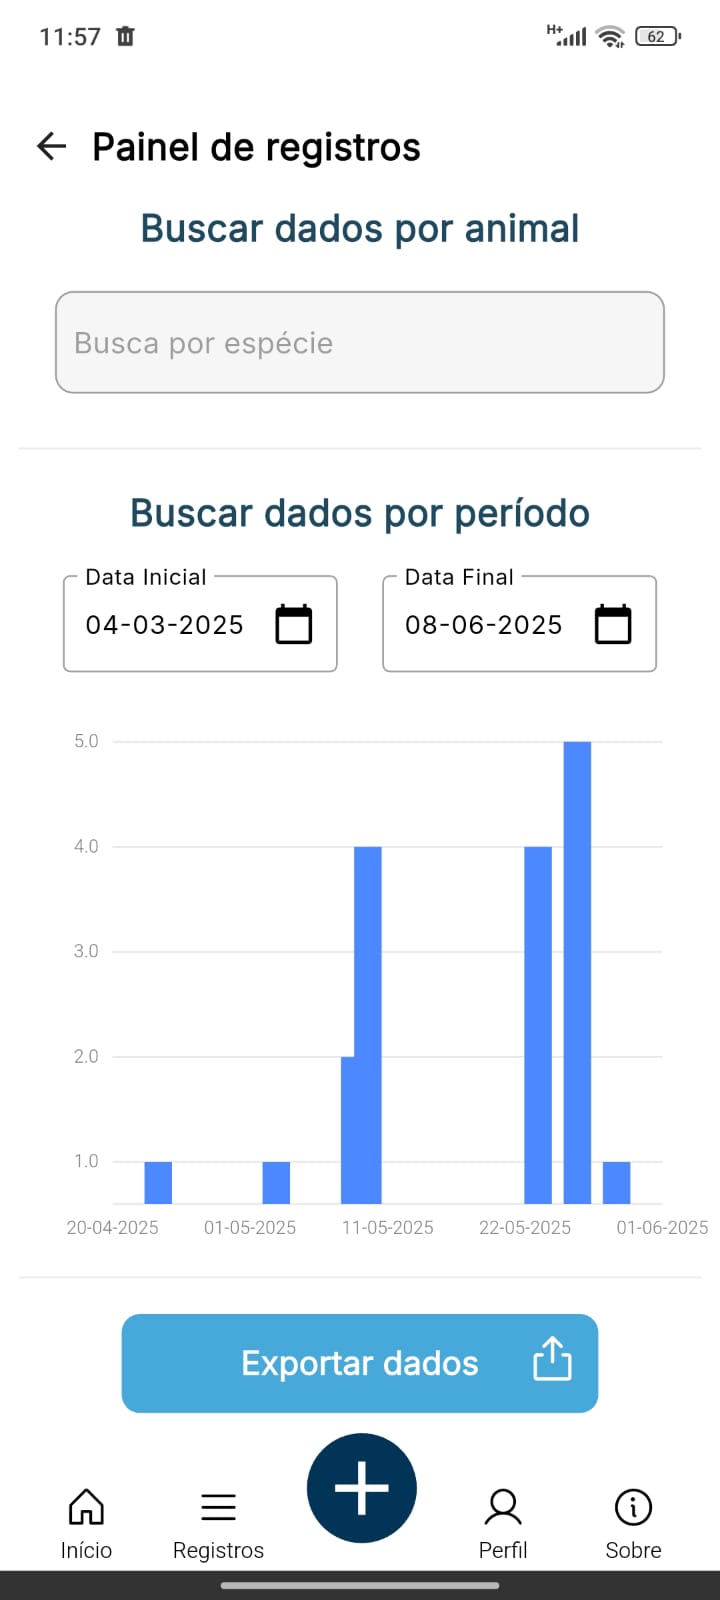 11:57
H+
62
Painel de registros
Buscar dados por animal
Busca por espécie
Buscar dados por período
Data Inicial Data Final
04-03-2025 08-06-2025
5.0
4.0
3.0
2.0
1.0
20-04-2025 01-05-2025 11-05-2025 22-05-2025 01-06-2025
Exportar dados
Início Registros Perfil Sobre